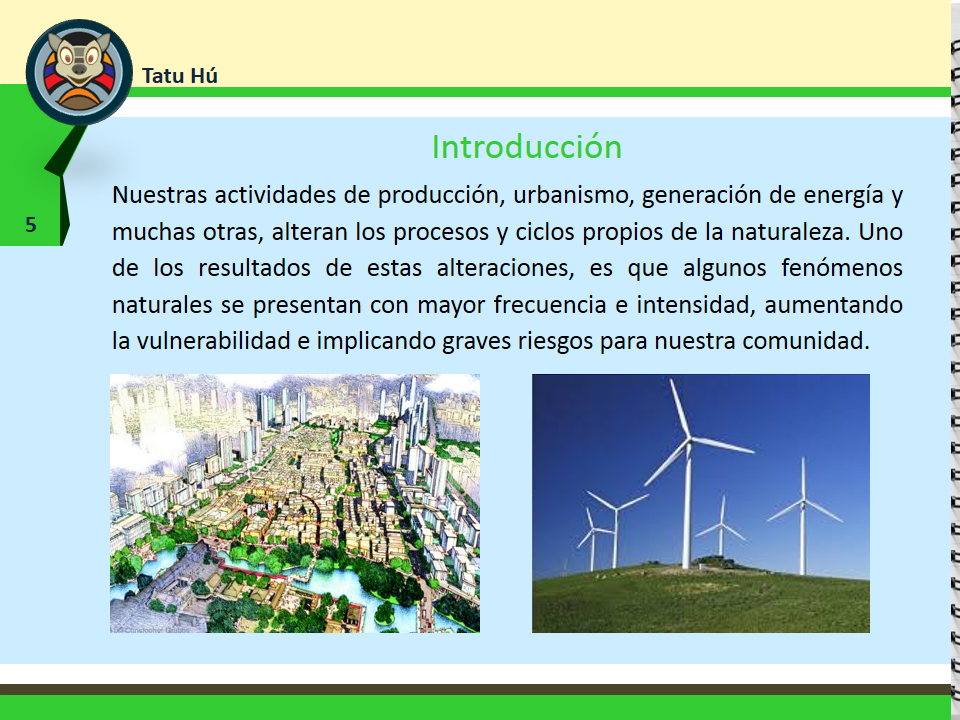 Tatu Hú
Introducción
5
Nuestras actividades de producción, urbanismo, generación de energía y
muchas otras, alteran los procesos y ciclos propios de la naturaleza. Uno
de los resultados de estas alteraciones, es que algunos fenómenos
naturales se presentan con mayor frecuencia e intensidad, aumentando
la vulnerabilidad e implicando graves riesgos para nuestra comunidad.